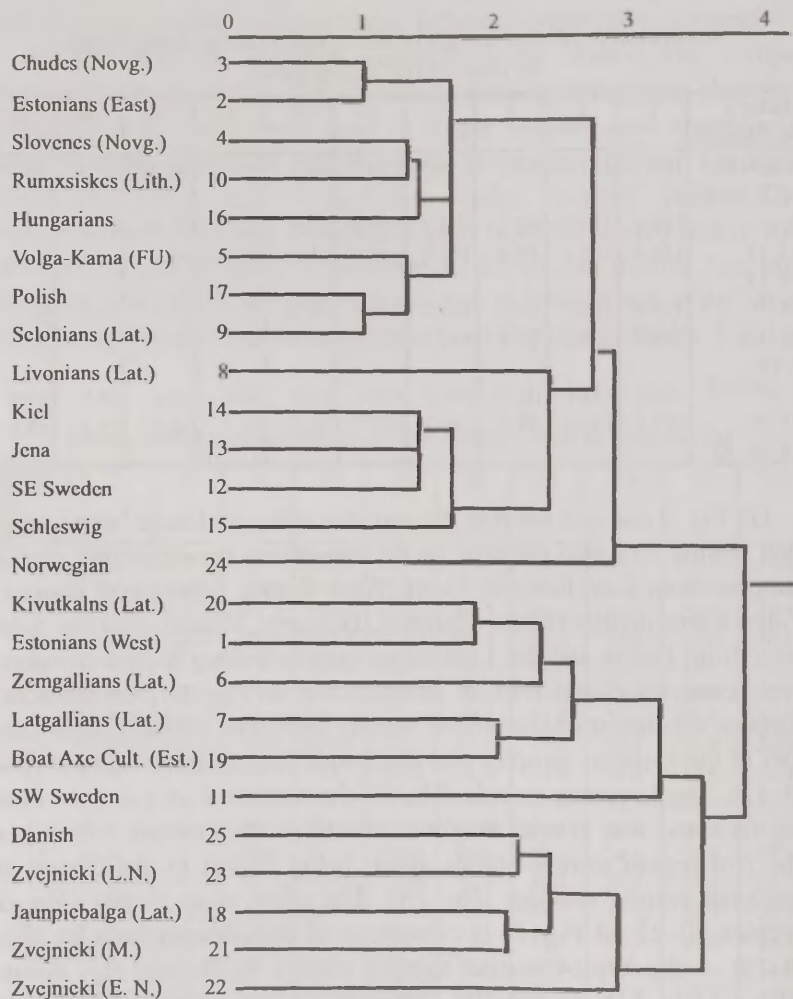 0 1 2 3 4
Chudes (Novg.) 3
Estonians (East) 2
Slovenes (Novg.) 4
Rumxsiskes (Lith.) 10
Hungarians 16
Volga-Kama (FU) 5
Polish 17
Selonians (Lat.) 9
Livonians (Lat.) 8
Kiel 14
Jena 13
SE Sweden 12
Schleswig 15
Norwegian 24
Kivutkalns (Lat.) 20
Estonians (West) 1
Zemgallians (Lat.) 6
Latgallians (Lat.) 7
Boat Axe Cult. (Est.) 19
SW Sweden 11
Danish 25
Zvejnicki (L.N.) 23
Jaunpiebalga (Lat.) 18
Zvejnicki (M.) 21
Zvejnicki (E. N.) 22